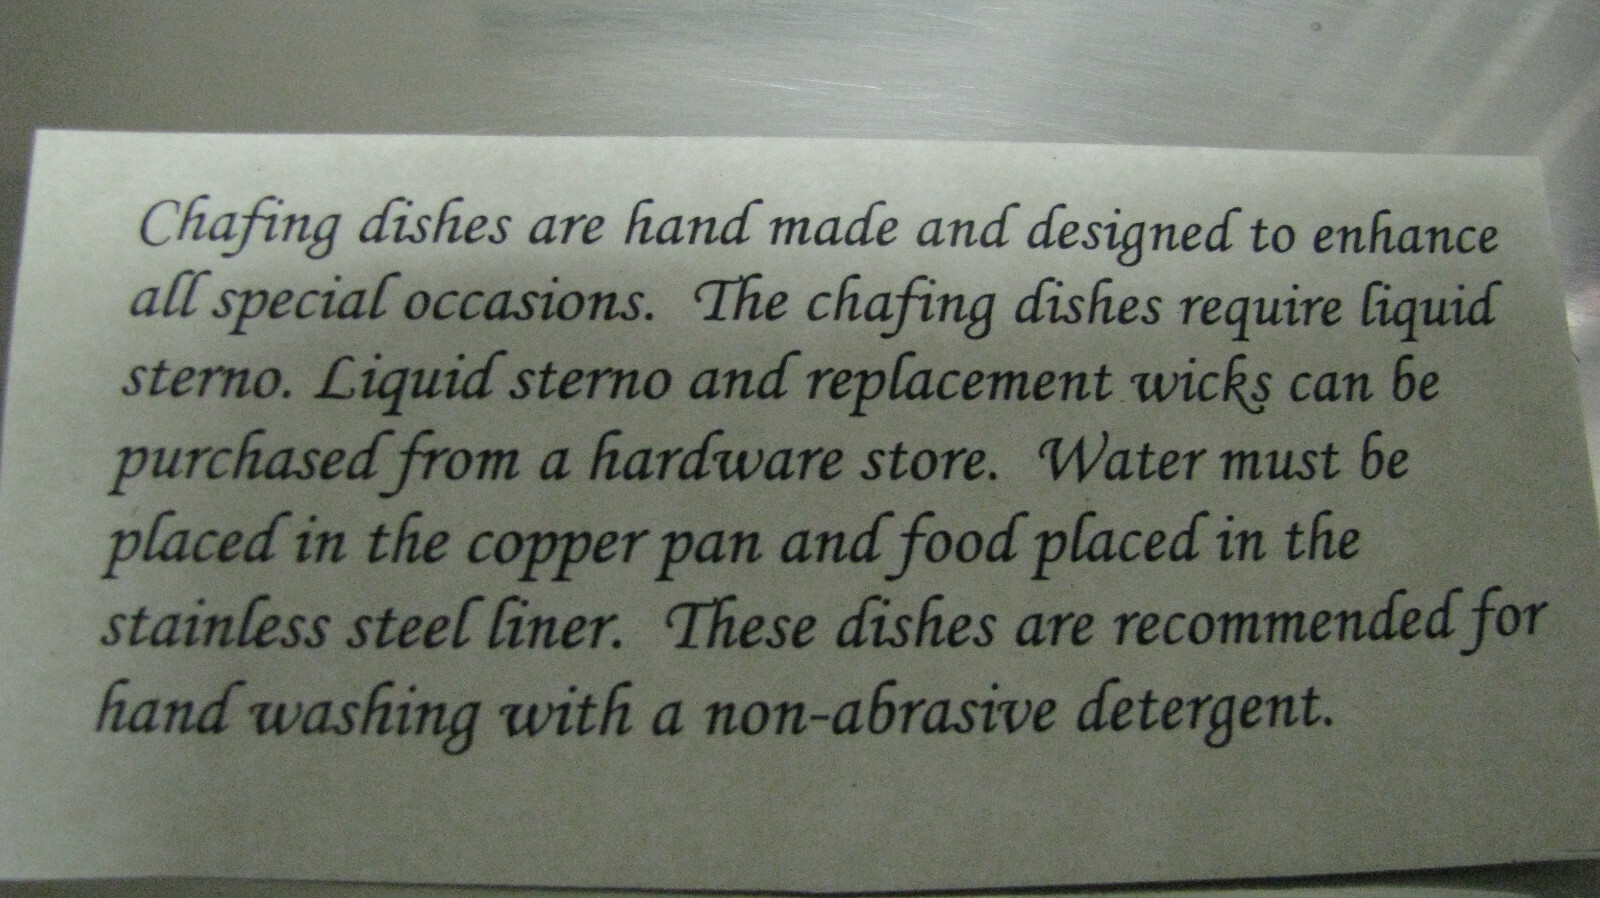 Chafing dishes are hand made and designed to enhance
all special occasions. The chafing dishes require liquid
sterno. Liquid sterno and replacement wicks can be
purchased from a hardware store. Water must be
placed in the copper pan and food placed in the
stainless steel liner. These dishes are recommended for
hand washing with a non-abrasive detergent.